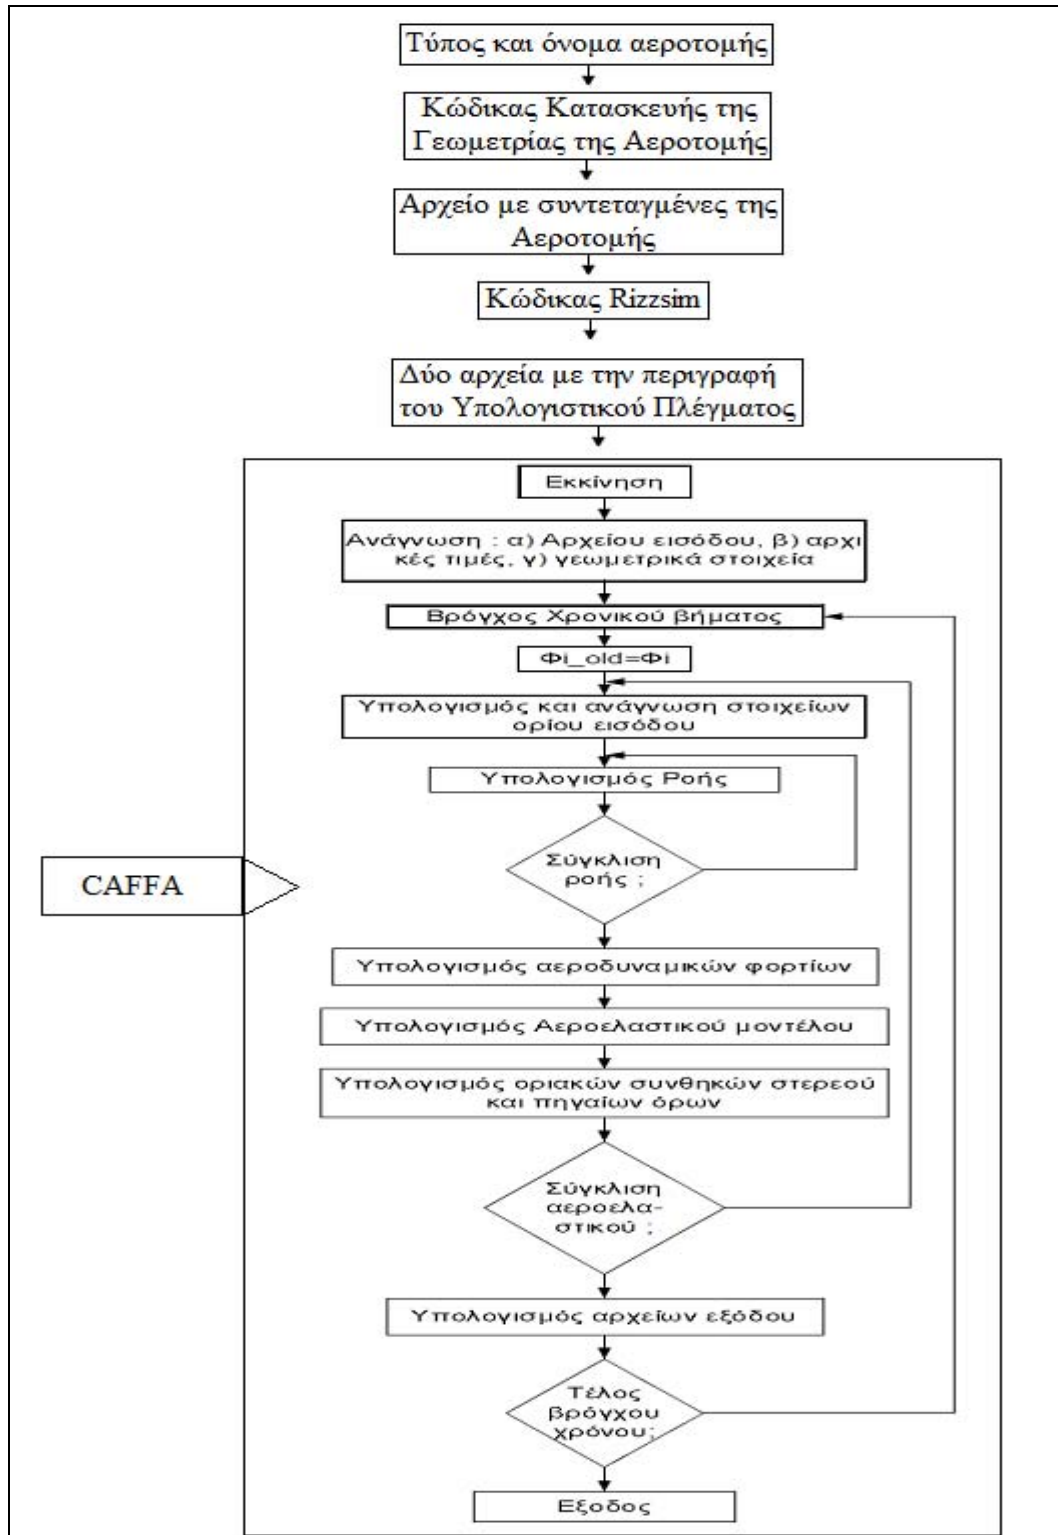 Τύπος και όνομα αεροτομής
Κώδικας Κατασκευής της
Γεωμετρίας της Αεροτομής
Αρχείο με συντεταγμένες της
Αεροτομής
Κώδικας Rizzsim
Δύο αρχεία με την περιγραφή
του Υπολογιστικού Πλέγματος
Εκκίνηση
Ανάγνωση : α) Αρχείου εισόδου, β) αρχι
κές τιμές, γ) γεωμετρικά στοιχεία
Βρόγχος Χρονικού βήματος
Φi_old=Φi
Υπολογισμός και ανάγνωση στοιχείων
ορίου εισόδου
Υπολογισμός Ροής
Σύγκλιση
ροής ;
CAFFA
Υπολογισμός αεροδυναμικών φορτίων
Υπολογισμός Αεροελαστικού μοντέλου
Υπολογισμός οριακών συνθηκών στερεού
και πηγαίων όρων
Σύγκλιση
αεροελα-
στικού ;
Υπολογισμός αρχείων εξόδου
Τέλος
βρόγχου
χρόνου;
Εξοδος